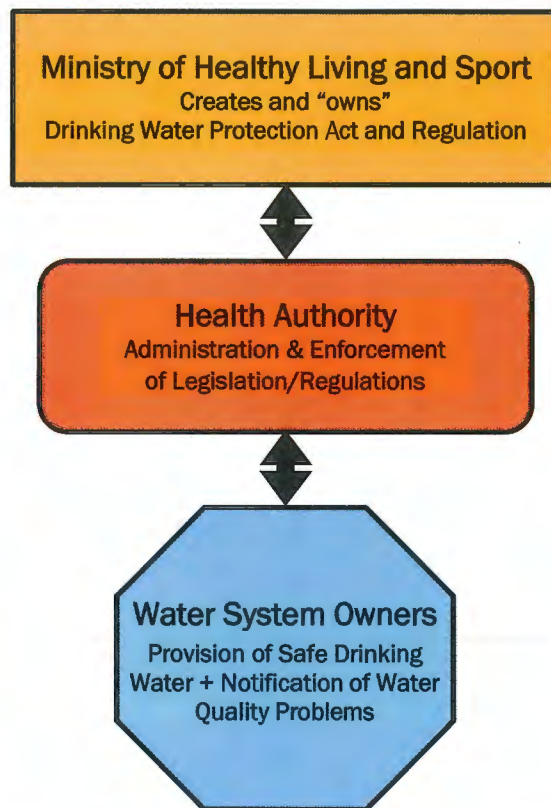 Ministry of Healthy Living and Sport
Creates and "owns"
Drinking Water Protection Act and Regulation
Health Authority
Administration & Enforcement
of Legislation/Regulations
Water System Owners
Provision of Safe Drinking
Water + Notification of Water
Quality Problems